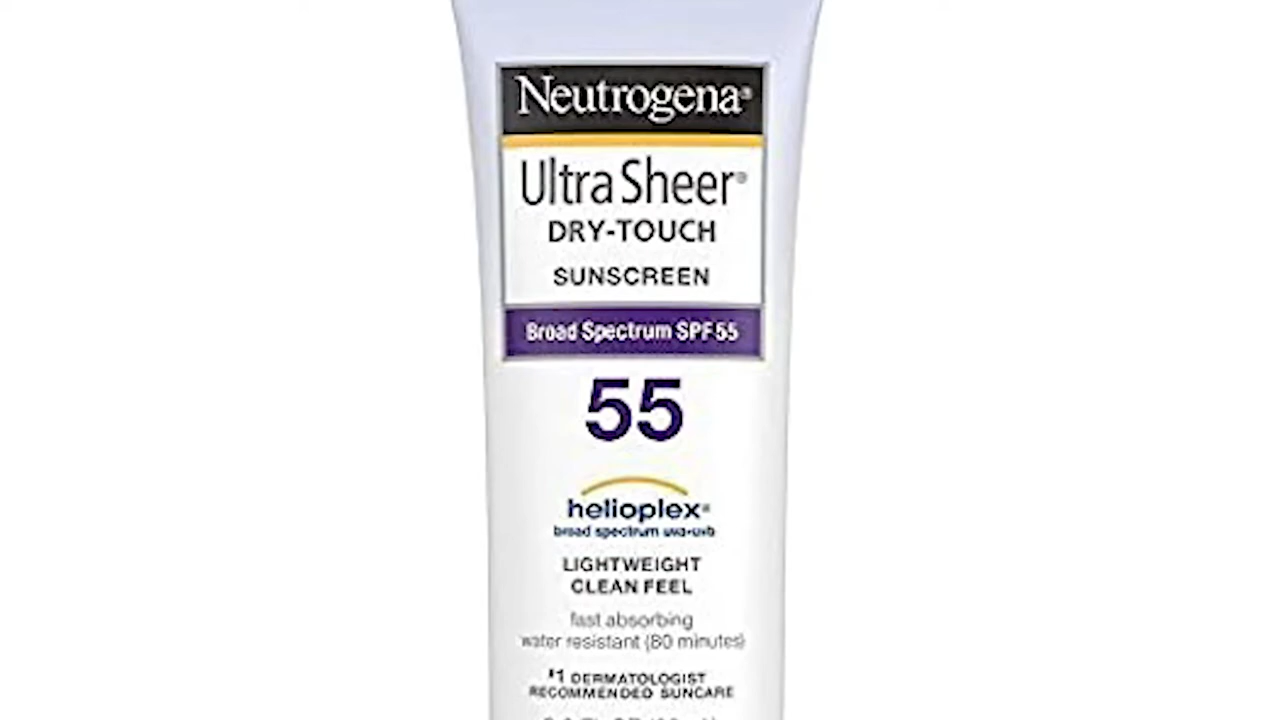 Neutrogena®
Ultra Sheer®
DRY-TOUCH
SUNSCREEN
Broad Spectrum SPF 55
55
helioplex®
broad spectrum uva•uvb
LIGHTWEIGHT
CLEAN FEEL
fast absorbing
water resistant (80 minutes)
#1 DERMATOLOGIST
RECOMMENDED SUNCARE